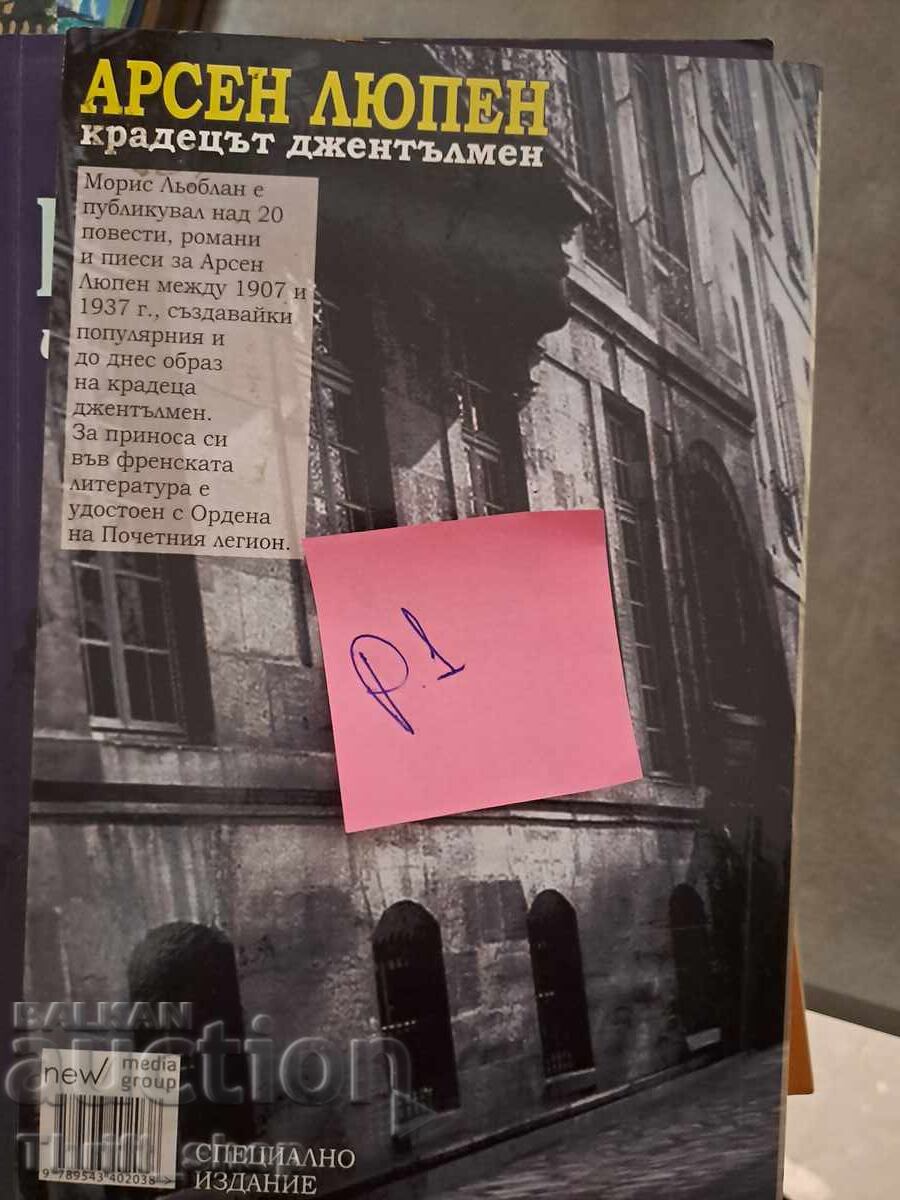 АРСЕН ЛЮПЕН
крадецът джентълмен
Морис Льоблан е
публикувал над 20
повести, романи
и пиеси за Арсен
Люпен между 1907 и
1937 г., създавайки
популярния и
до днес образ
на крадеца
джентълмен.
За приноса си
във френската
литература е
удостоен с Ордена
на Почетния легион.
P.1
BALKAN
auction
new media
group
Thrift shop
9 789543 402038 >
СПЕЦИАЛНО
ИЗДАНИЕ